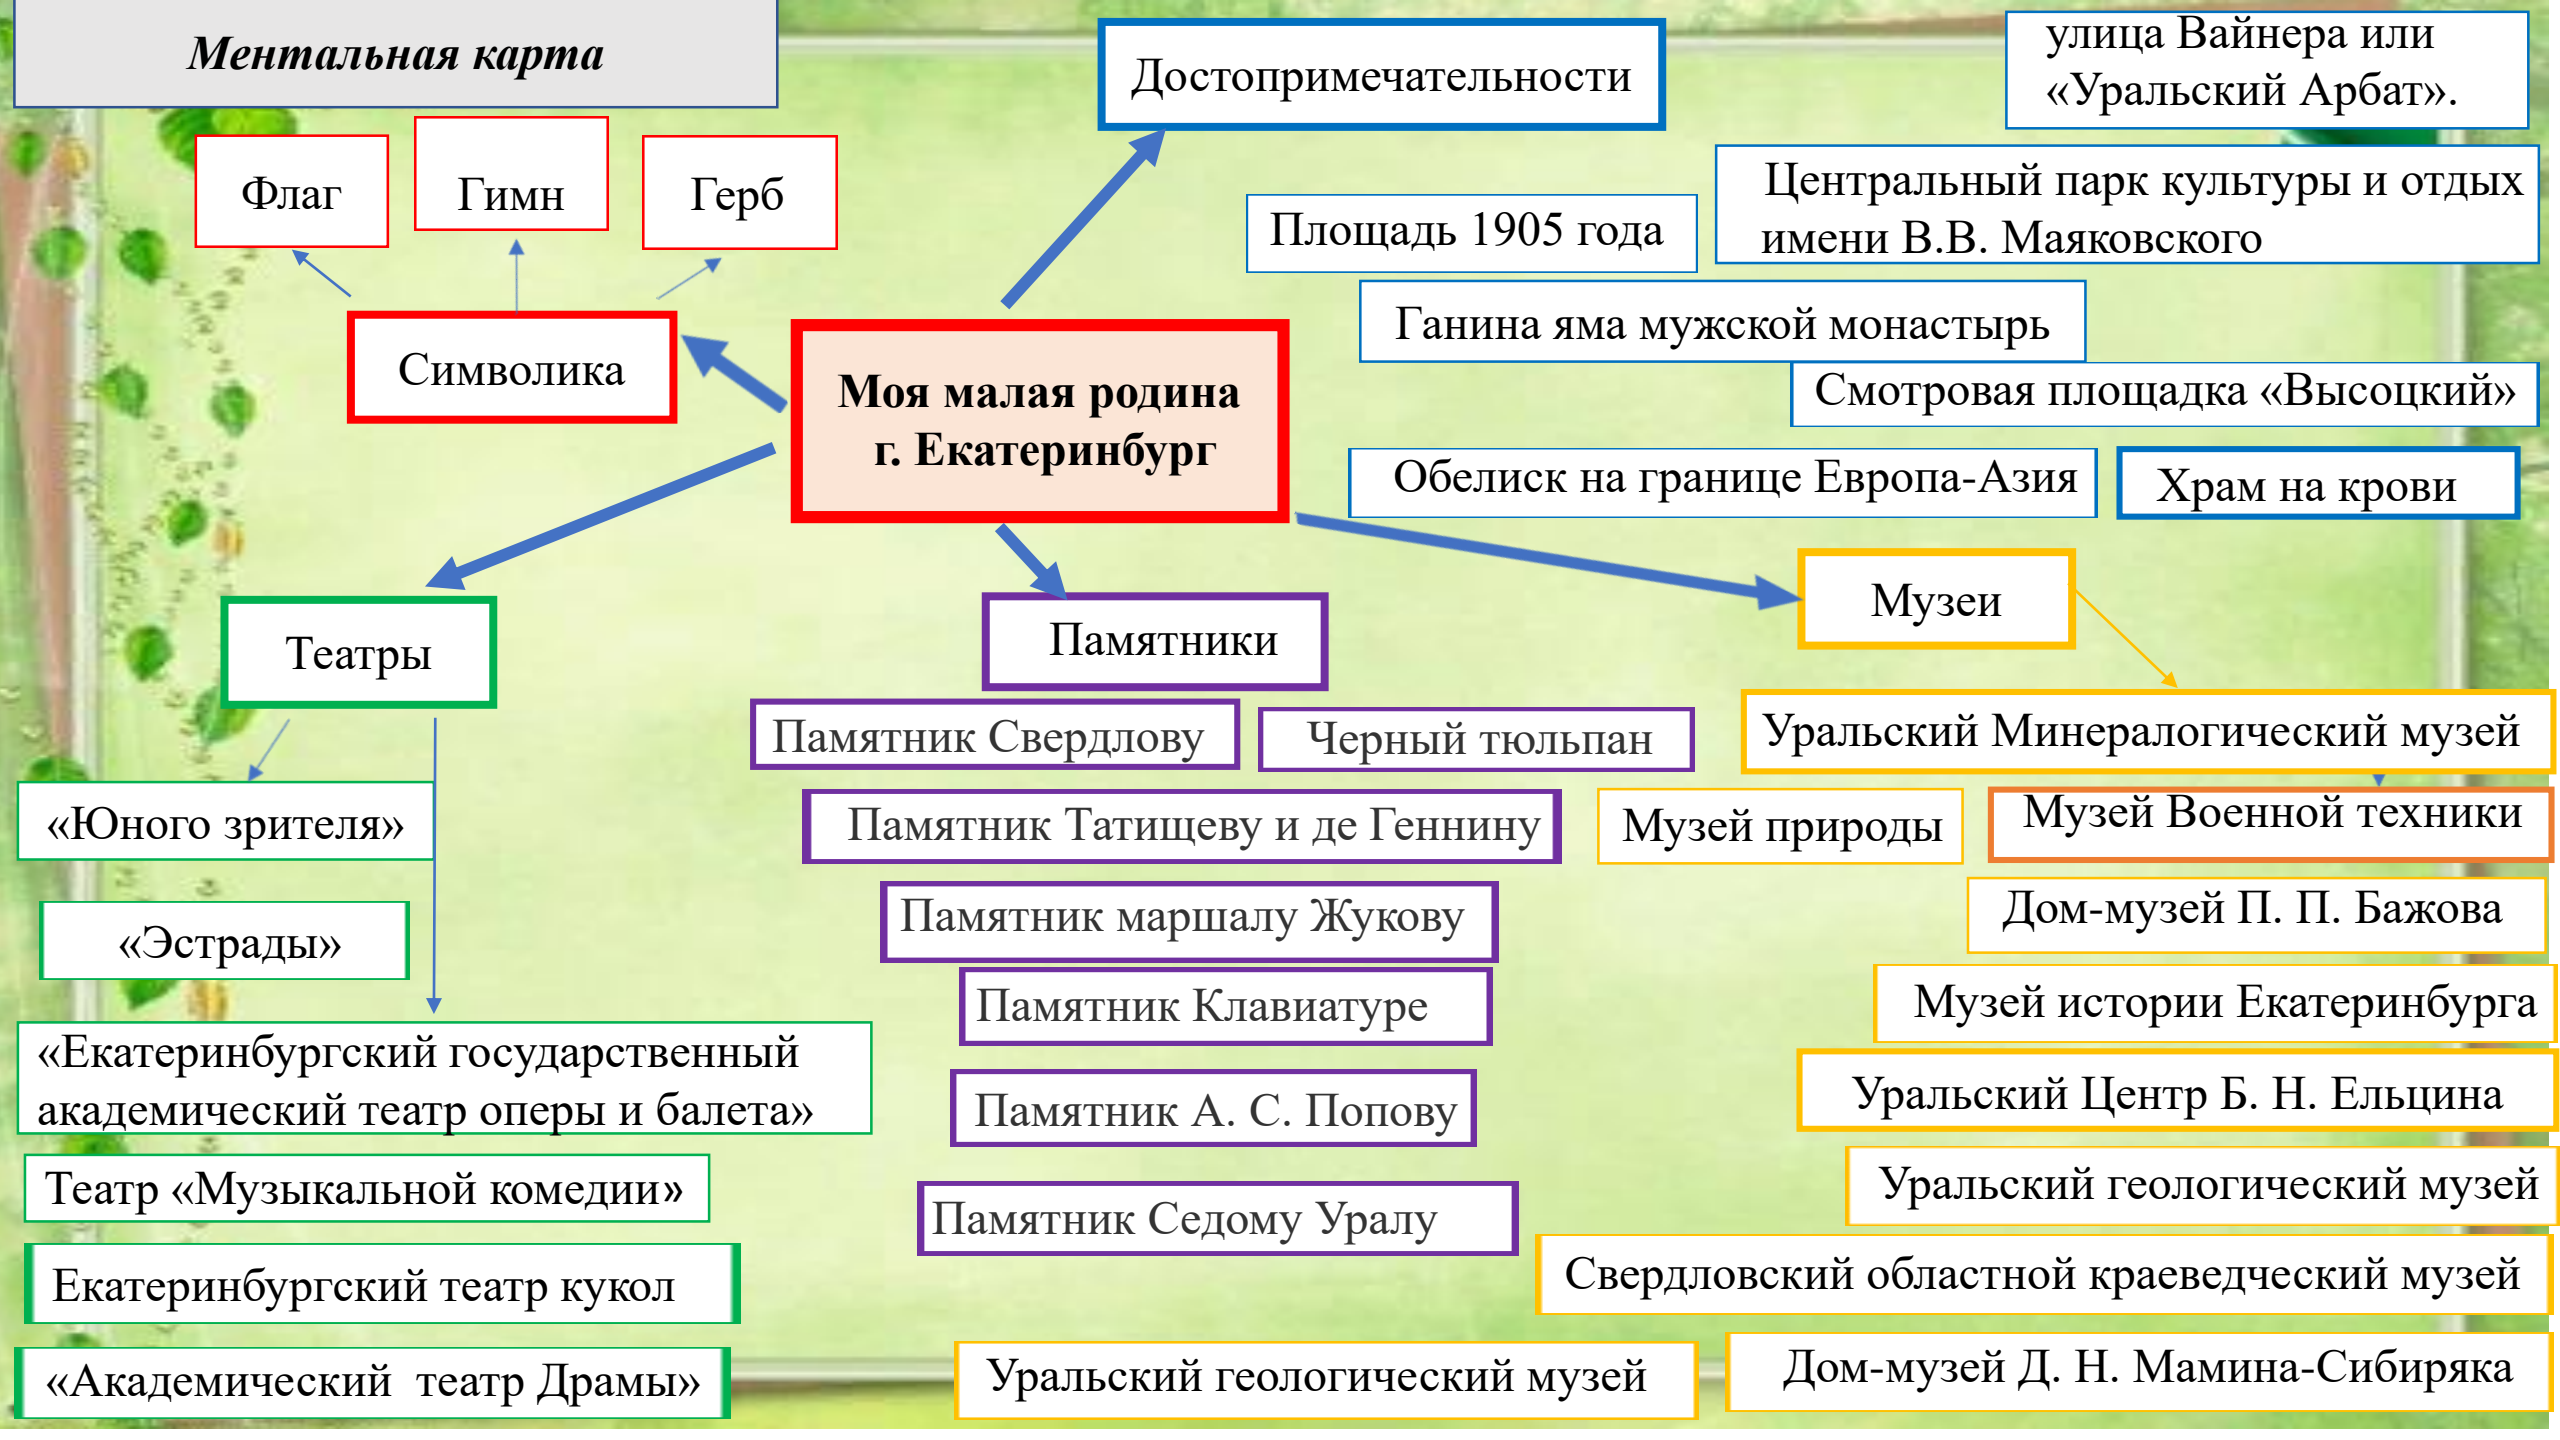 Ментальная карта
Достопримечательности
улица Вайнера или
«Уральский Арбат».
Флаг
Гимн
Герб
Площадь 1905 года
Центральный парк культуры и отдых
имени В.В. Маяковского
Ганина яма мужской монастырь
Символика
Моя малая родина
г. Екатеринбург
Смотровая площадка «Высоцкий»
Обелиск на границе Европа-Азия
Храм на крови
Театры
Памятники
Музеи
Памятник Свердлову
Черный тюльпан
Уральский Минералогический музей
«Юного зрителя»
Памятник Татищеву и де Геннину
Музей природы
Музей Военной техники
«Эстрады»
Памятник маршалу Жукову
Дом-музей П. П. Бажова
Памятник Клавиатуре
Музей истории Екатеринбурга
«Екатеринбургский государственный
академический театр оперы и балета»
Памятник А. С. Попову
Уральский Центр Б. Н. Ельцина
Театр «Музыкальной комедии»
Памятник Седому Уралу
Уральский геологический музей
Екатеринбургский театр кукол
Свердловский областной краеведческий музей
«Академический  театр Драмы»
Уральский геологический музей
Дом-музей Д. Н. Мамина-Сибиряка